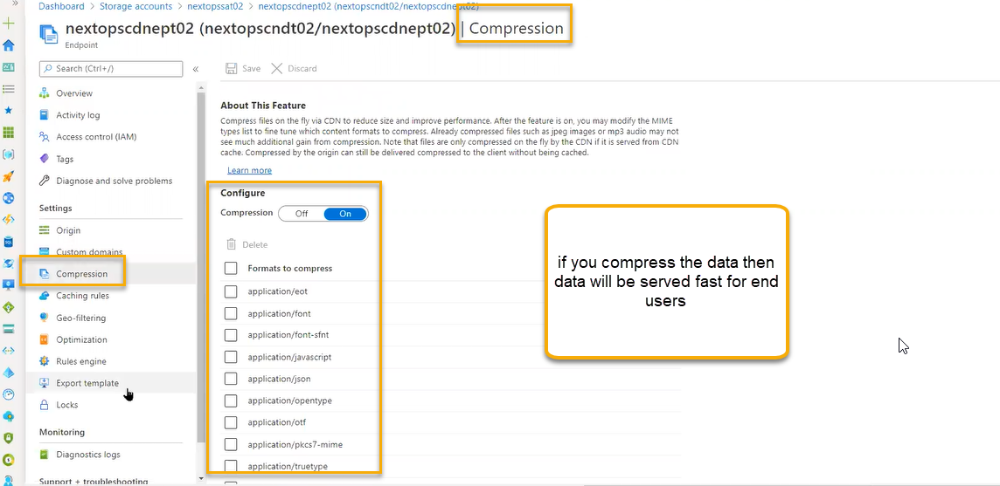 Dashboard > Storage accounts > nextopssat02 > nextopscdnept02 (nextopscndt02/nextopscdnept02)
nextopscdnept02 (nextopscndt02/nextopscdnept02) | Compression
Endpoint
Search (Ctrl+/)
«
Save
Discard
Overview
Activity log
Access control (IAM)
Tags
Diagnose and solve problems
Settings
Origin
Custom domains
Compression
Caching rules
Geo-filtering
Optimization
Rules engine
Export template
Locks
Monitoring
Diagnostics logs
Support + troubleshooting
About This Feature
Compress files on the fly via CDN to reduce size and improve performance. After the feature is on, you may modify the MIME
types list to fine tune which content formats to compress. Already compressed files such as jpeg images or mp3 audio may not
see much additional gain from compression. Note that files are only compressed on the fly by the CDN if it is served from CDN
cache. Compressed by the origin can still be delivered compressed to the client without being cached.
Learn more
Configure
Compression Off On
Delete
Formats to compress
application/eot
application/font
application/font-sfnt
application/javascript
application/json
application/opentype
application/otf
application/pkcs7-mime
application/truetype
if you compress the data then
data will be served fast for end
users